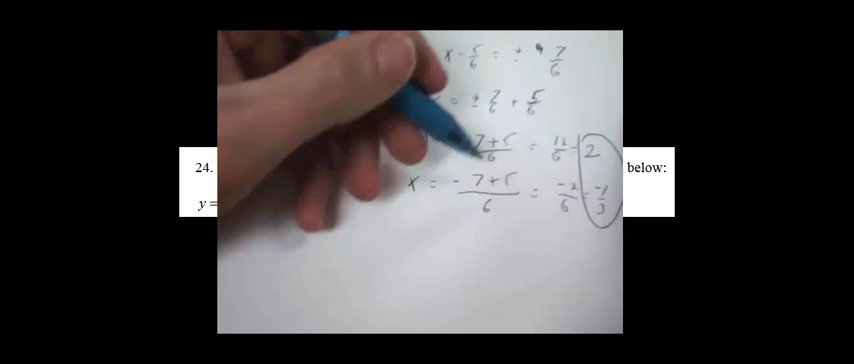 x - 5/6 = ± 7/6
= ± 7/6 + 5/6
24.
7+5/6 = 12/6 = 2
below:
x = - 7+5/6 = -2/6 = -1/3
y =